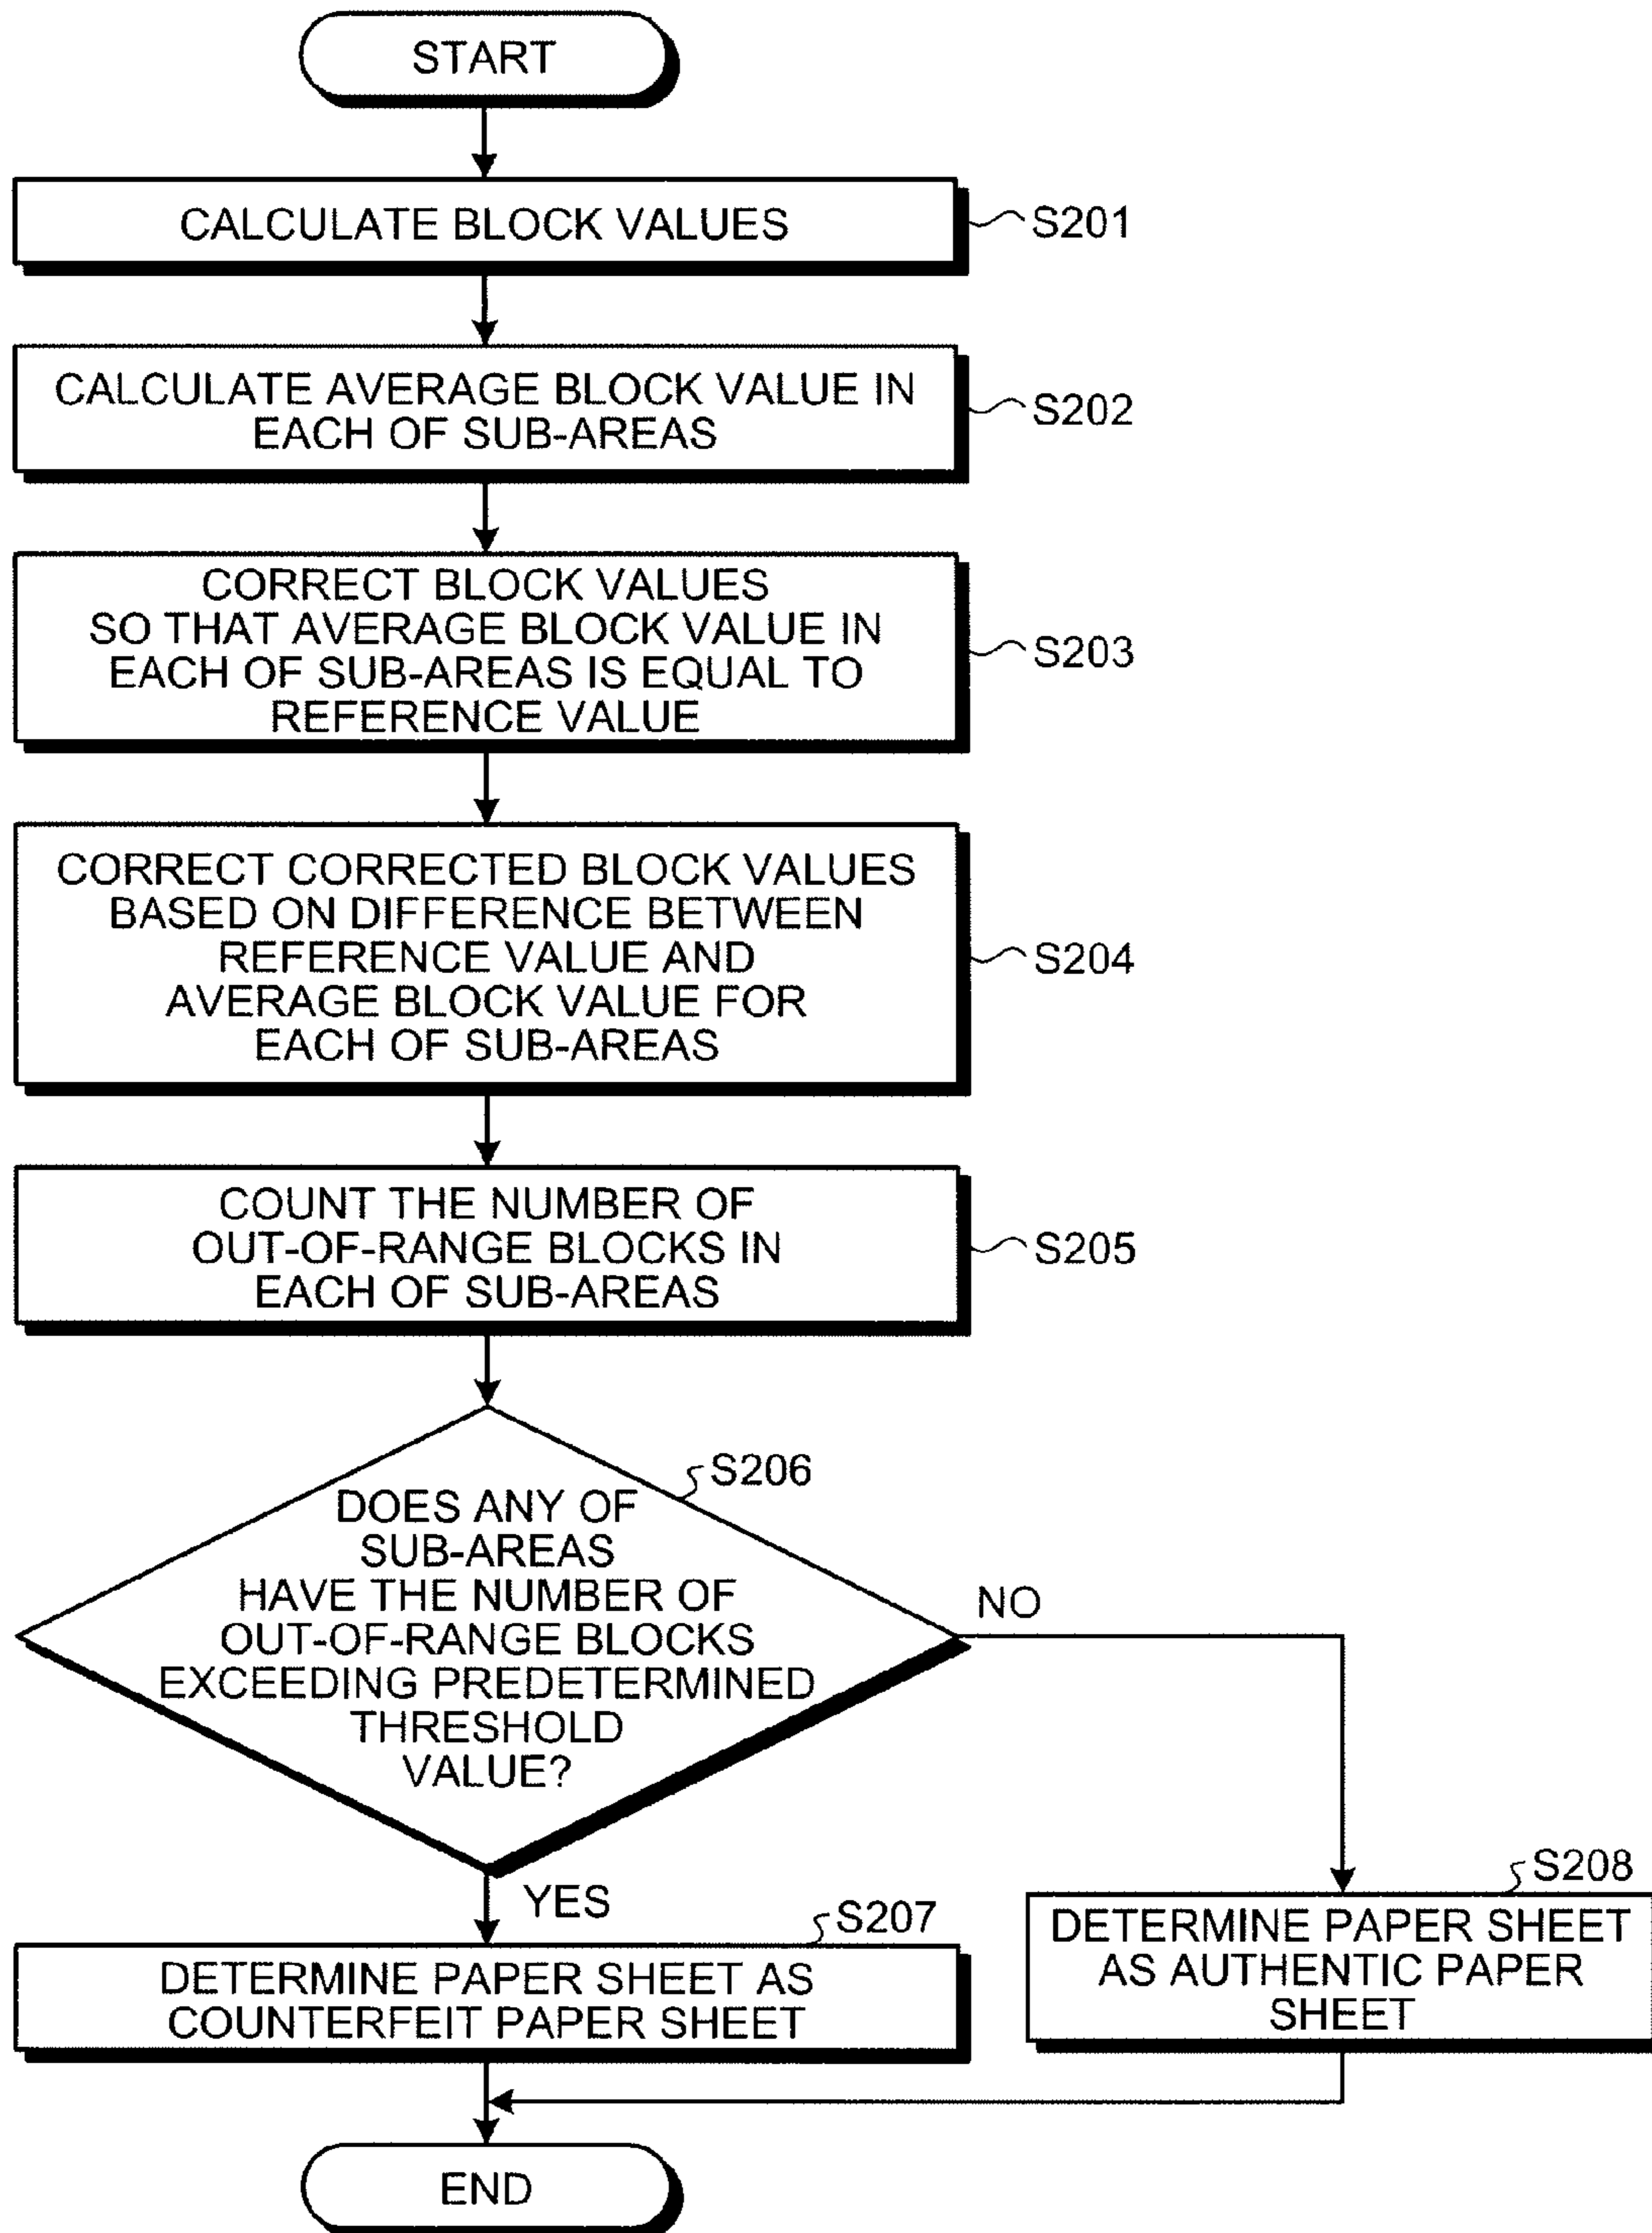 START
CALCULATE BLOCK VALUES
S201
CALCULATE AVERAGE BLOCK VALUE IN
EACH OF SUB-AREAS
S202
CORRECT BLOCK VALUES
SO THAT AVERAGE BLOCK VALUE IN
EACH OF SUB-AREAS IS EQUAL TO
REFERENCE VALUE
S203
CORRECT CORRECTED BLOCK VALUES
BASED ON DIFFERENCE BETWEEN
REFERENCE VALUE AND
AVERAGE BLOCK VALUE FOR
EACH OF SUB-AREAS
S204
COUNT THE NUMBER OF
OUT-OF-RANGE BLOCKS IN
EACH OF SUB-AREAS
S205
S206
DOES ANY OF
SUB-AREAS
HAVE THE NUMBER OF
OUT-OF-RANGE BLOCKS
EXCEEDING PREDETERMINED
THRESHOLD
VALUE?
NO
YES
S207
DETERMINE PAPER SHEET AS
COUNTERFEIT PAPER SHEET
S208
DETERMINE PAPER SHEET
AS AUTHENTIC PAPER
SHEET
END